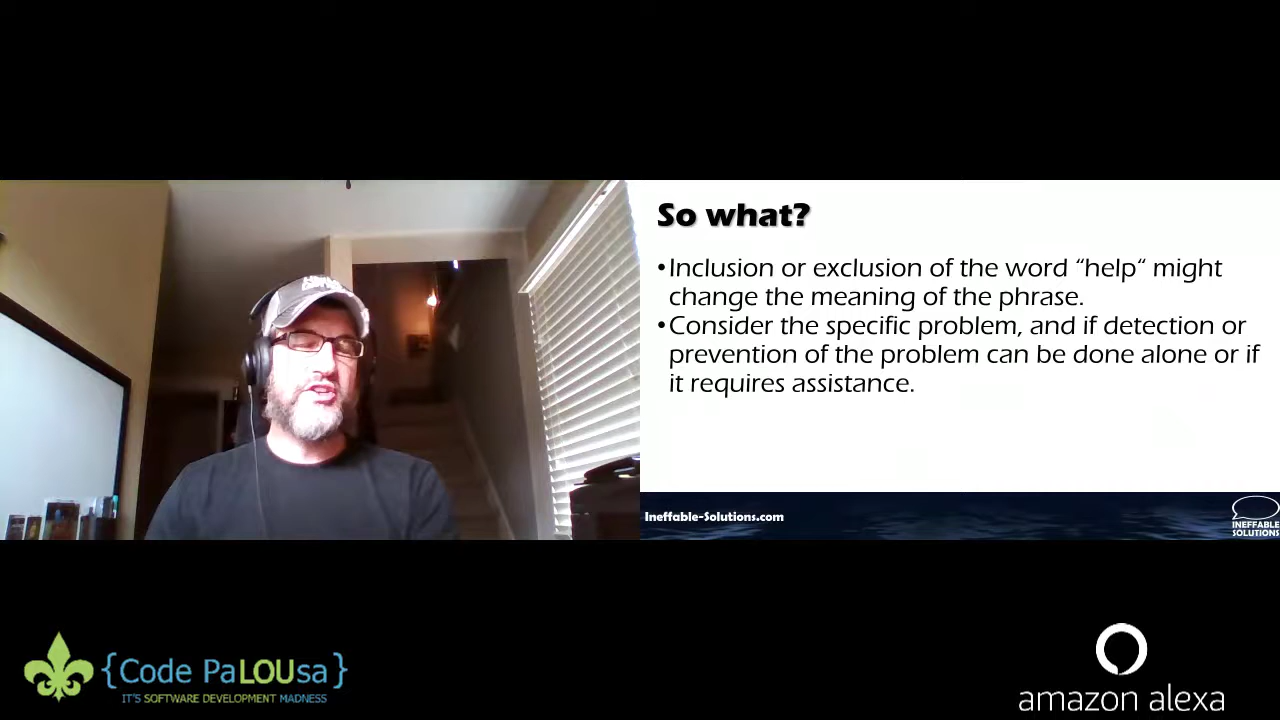 So what?
•Inclusion or exclusion of the word “help“ might
change the meaning of the phrase.
•Consider the specific problem, and if detection or
prevention of the problem can be done alone or if
it requires assistance.
Ineffable-Solutions.com
INEFFABLE
SOLUTIONS
{Code PaLOUsa}
IT'S SOFTWARE DEVELOPMENT MADNESS
amazon alexa